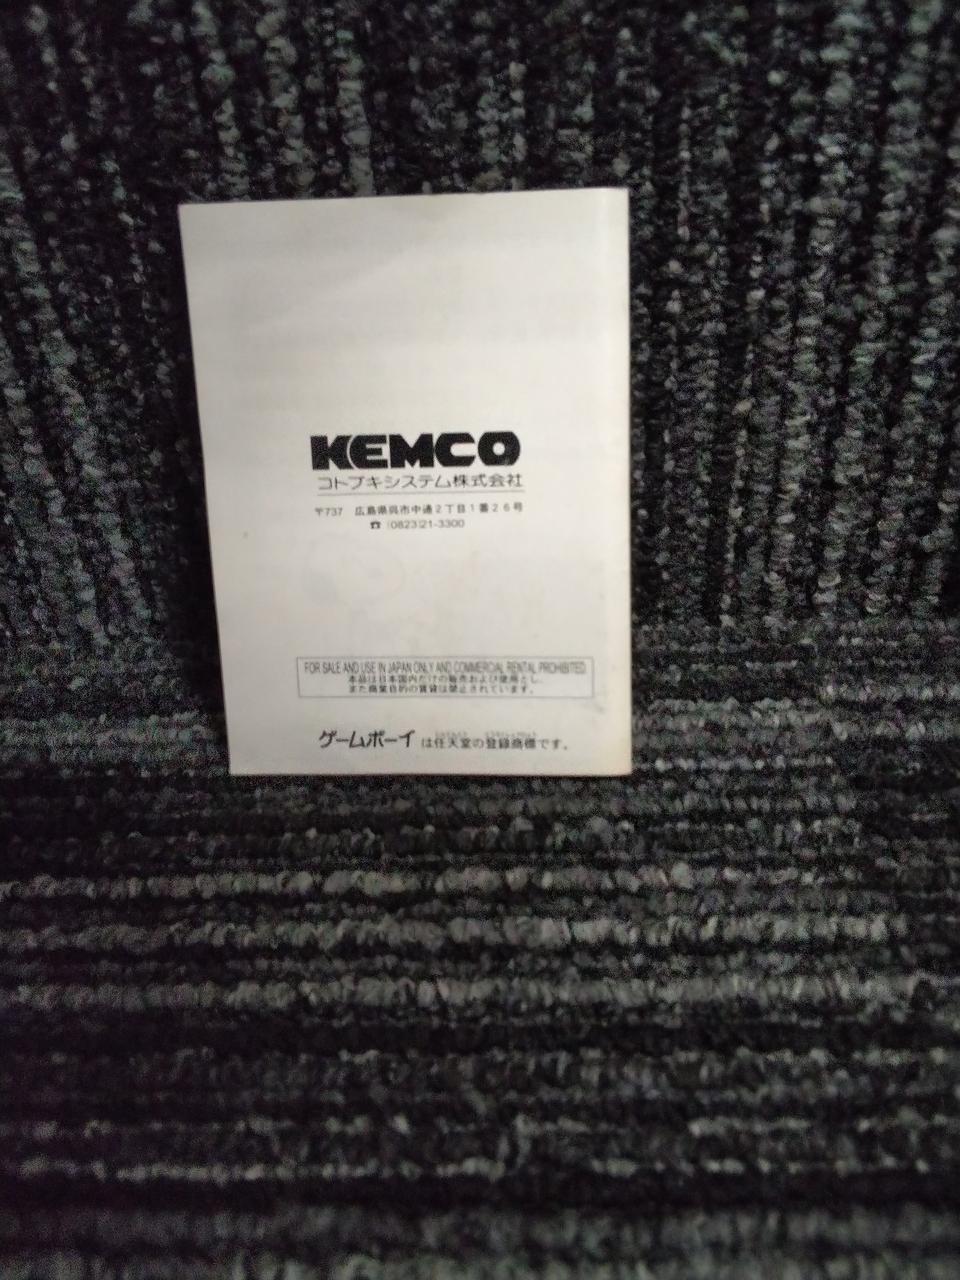 KEMCO
コトブキシステム株式会社
〒737 広島県呉市中通2丁目1番26号
☎ (0823)21-3300
FOR SALE AND USE IN JAPAN ONLY AND COMMERCIAL RENTAL PROHIBITED.
本品は日本国内だけの販売および使用とし、
また商業目的の賃貸は禁止されています。
ゲームボーイは任天堂の登録商標です。